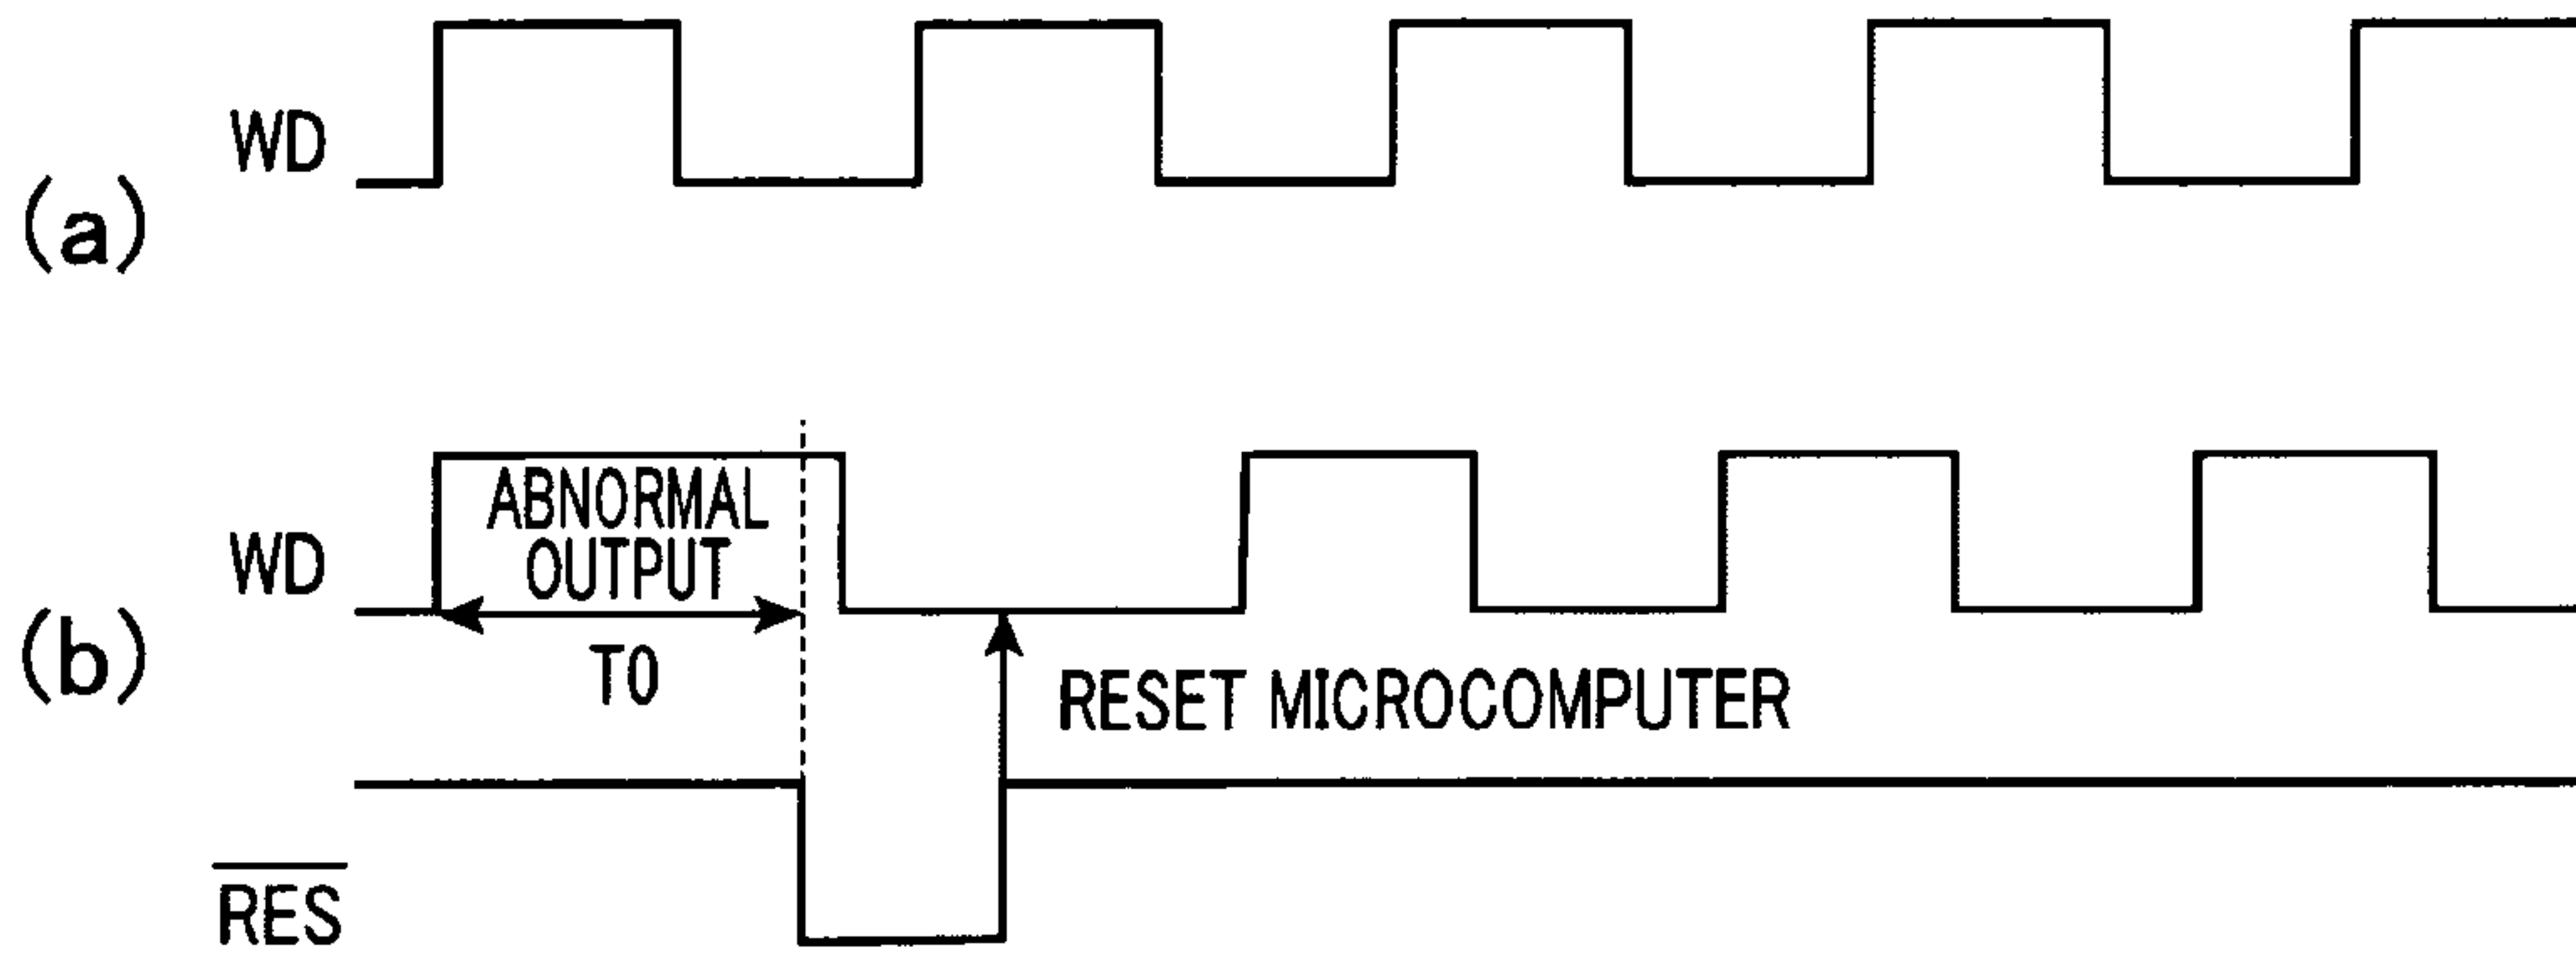 WD
(a)
ABNORMAL
OUTPUT
WD
(b)
T0
RESET MICROCOMPUTER
RES